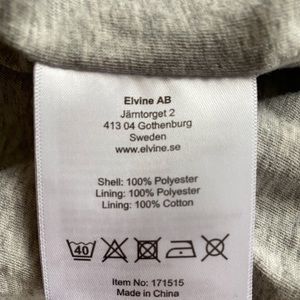 Elvine AB
Järntorget 2
413 04 Gothenburg
Sweden
www.elvine.se
Shell: 100% Polyester
Lining: 100% Polyester
Lining: 100% Cotton
40
Item No: 171515
Made in China